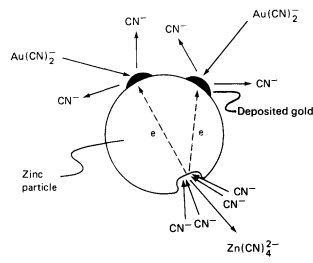 CN⁻
CN⁻
Au(CN)₂⁻
Au(CN)₂⁻
CN⁻
CN⁻
Deposited gold
e
e
Zinc
particle
CN⁻
CN⁻
CN⁻
CN⁻
Zn(CN)₄²⁻